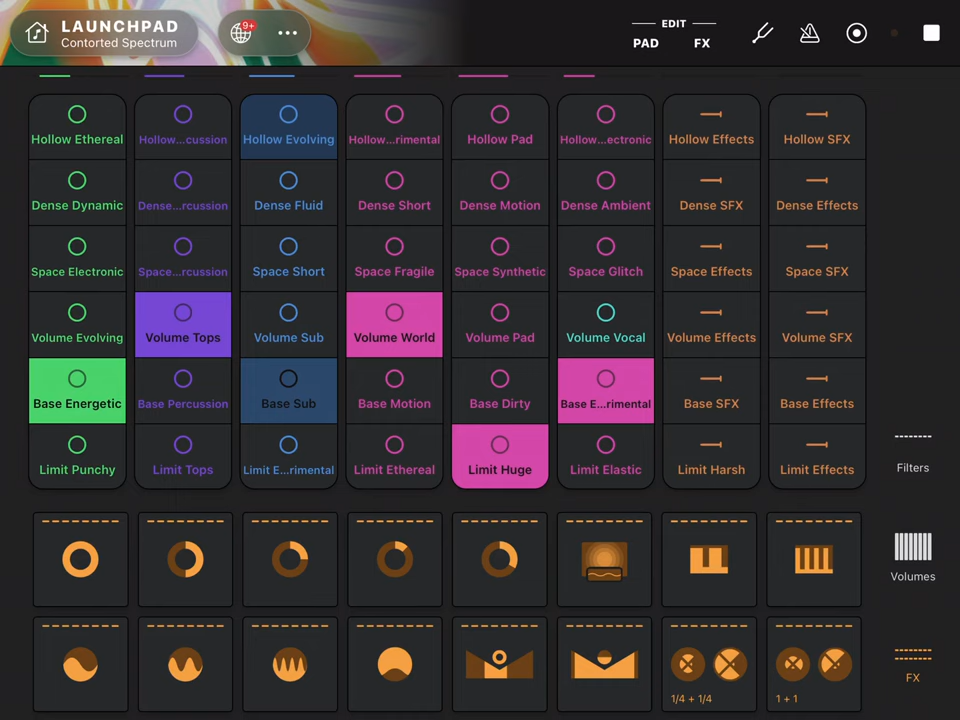 LAUNCHPAD
Contorted Spectrum
9+
EDIT
PAD FX
Hollow Ethereal Hollow...cussion Hollow Evolving Hollow...rimental Hollow Pad Hollow...ectronic Hollow Effects Hollow SFX
Dense Dynamic Dense...rcussion Dense Fluid Dense Short Dense Motion Dense Ambient Dense SFX Dense Effects
Space Electronic Space...rcussion Space Short Space Fragile Space Synthetic Space Glitch Space Effects Space SFX
Volume Evolving Volume Tops Volume Sub Volume World Volume Pad Volume Vocal Volume Effects Volume SFX
Base Energetic Base Percussion Base Sub Base Motion Base Dirty Base E...rimental Base SFX Base Effects
Limit Punchy Limit Tops Limit E...rimental Limit Ethereal Limit Huge Limit Elastic Limit Harsh Limit Effects
Filters
Volumes
FX
1/4 + 1/4 1 + 1